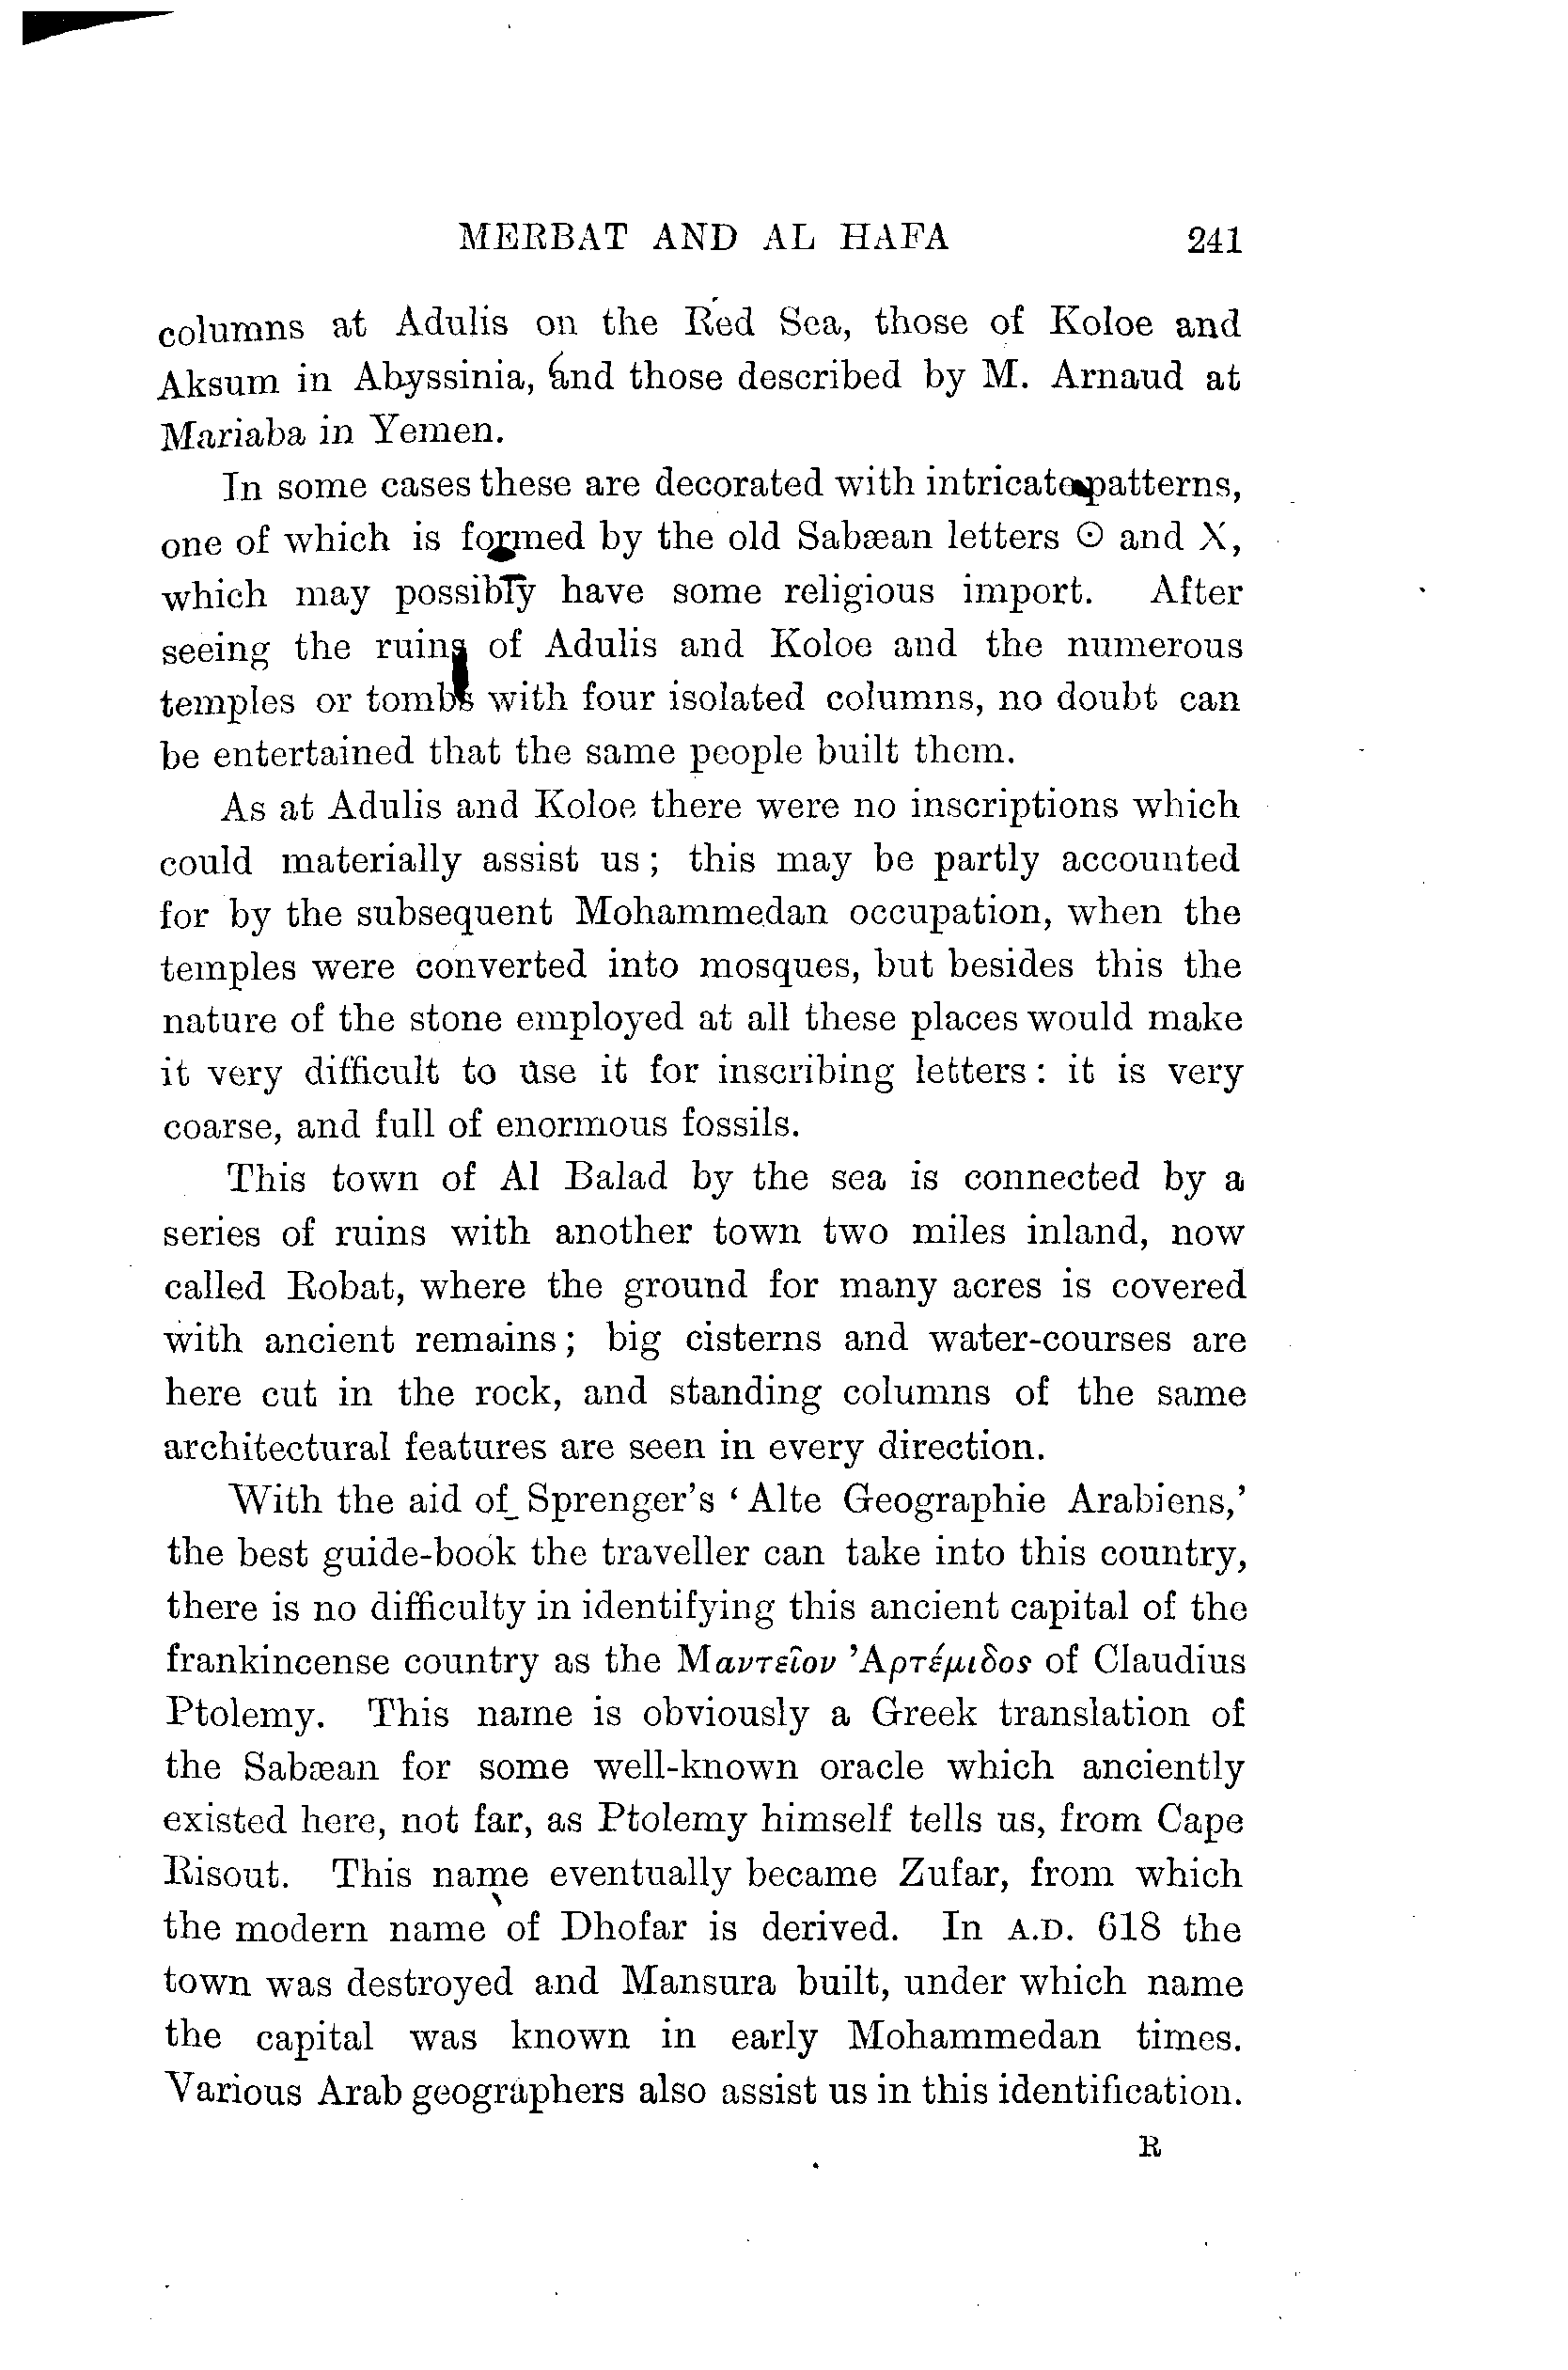 MERBAT AND AL HAFA 241
columns at Adulis on the Red Sea, those of Koloe and
Aksum in Abyssinia, and those described by M. Arnaud at
Mariaba in Yemen.
In some cases these are decorated with intricate patterns,
one of which is formed by the old Sabæan letters ⊙ and X,
which may possibly have some religious import. After
seeing the ruins of Adulis and Koloe and the numerous
temples or tombs with four isolated columns, no doubt can
be entertained that the same people built them.
As at Adulis and Koloe there were no inscriptions which
could materially assist us; this may be partly accounted
for by the subsequent Mohammedan occupation, when the
temples were converted into mosques, but besides this the
nature of the stone employed at all these places would make
it very difficult to use it for inscribing letters: it is very
coarse, and full of enormous fossils.
This town of Al Balad by the sea is connected by a
series of ruins with another town two miles inland, now
called Robat, where the ground for many acres is covered
with ancient remains; big cisterns and water-courses are
here cut in the rock, and standing columns of the same
architectural features are seen in every direction.
With the aid of Sprenger's ‘Alte Geographie Arabiens,’
the best guide-book the traveller can take into this country,
there is no difficulty in identifying this ancient capital of the
frankincense country as the Μαντεῖον ’Αρτέμιδος of Claudius
Ptolemy. This name is obviously a Greek translation of
the Sabæan for some well-known oracle which anciently
existed here, not far, as Ptolemy himself tells us, from Cape
Risout. This name eventually became Zufar, from which
the modern name of Dhofar is derived. In A.D. 618 the
town was destroyed and Mansura built, under which name
the capital was known in early Mohammedan times.
Various Arab geographers also assist us in this identification.
R